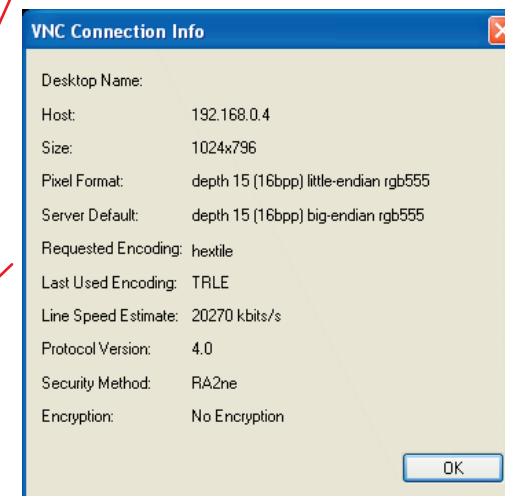 VNC Connection Info
Desktop Name:
Host: 192.168.0.4
Size: 1024x796
Pixel Format: depth 15 (16bpp) little-endian rgb555
Server Default: depth 15 (16bpp) big-endian rgb555
Requested Encoding: hextile
Last Used Encoding: TRLE
Line Speed Estimate: 20270 kbits/s
Protocol Version: 4.0
Security Method: RA2ne
Encryption: No Encryption
OK